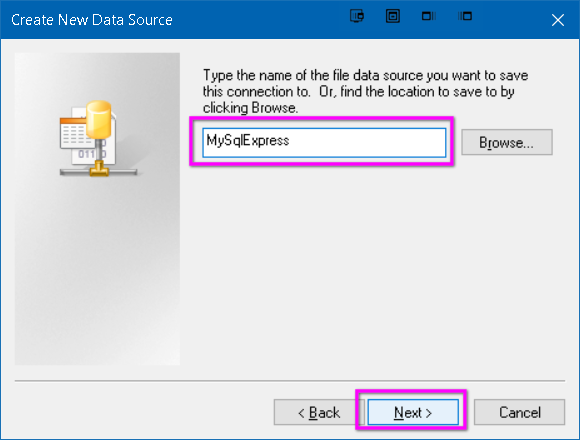 Create New Data Source
Type the name of the file data source you want to save
this connection to.  Or, find the location to save to by
clicking Browse.
MySqlExpress
Browse...
01110
< Back
Next >
Cancel